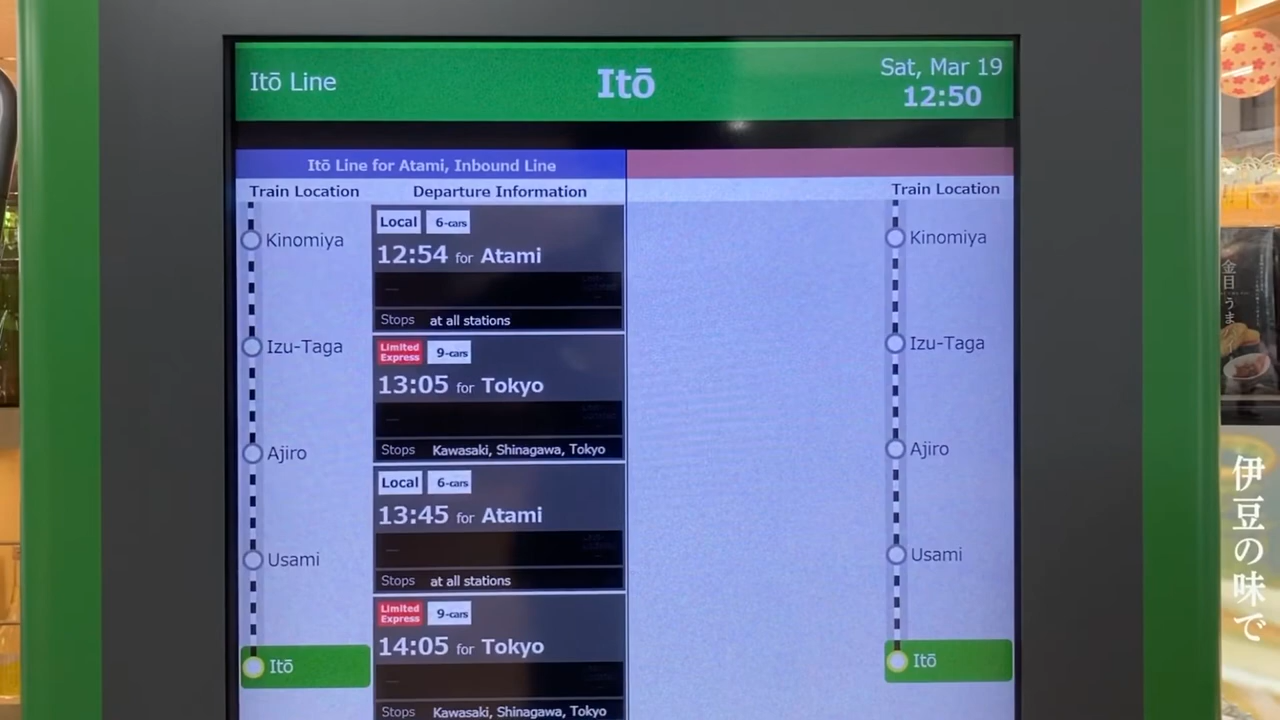 Itō Line
Itō
Sat, Mar 19
12:50
Itō Line for Atami, Inbound Line
Train Location
Departure Information
Kinomiya
Izu-Taga
Ajiro
Usami
Itō
Local 6-cars
12:54 for Atami
Stops at all stations
Limited Express 9-cars
13:05 for Tokyo
Stops Kawasaki, Shinagawa, Tokyo
Local 6-cars
13:45 for Atami
Stops at all stations
Limited Express 9-cars
14:05 for Tokyo
Stops Kawasaki, Shinagawa, Tokyo
Train Location
Kinomiya
Izu-Taga
Ajiro
Usami
Itō
金目
うま
伊豆の味で